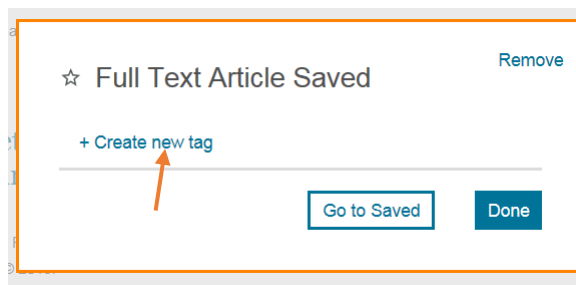 Remove
☆ Full Text Article Saved
+ Create new tag
Go to Saved
Done